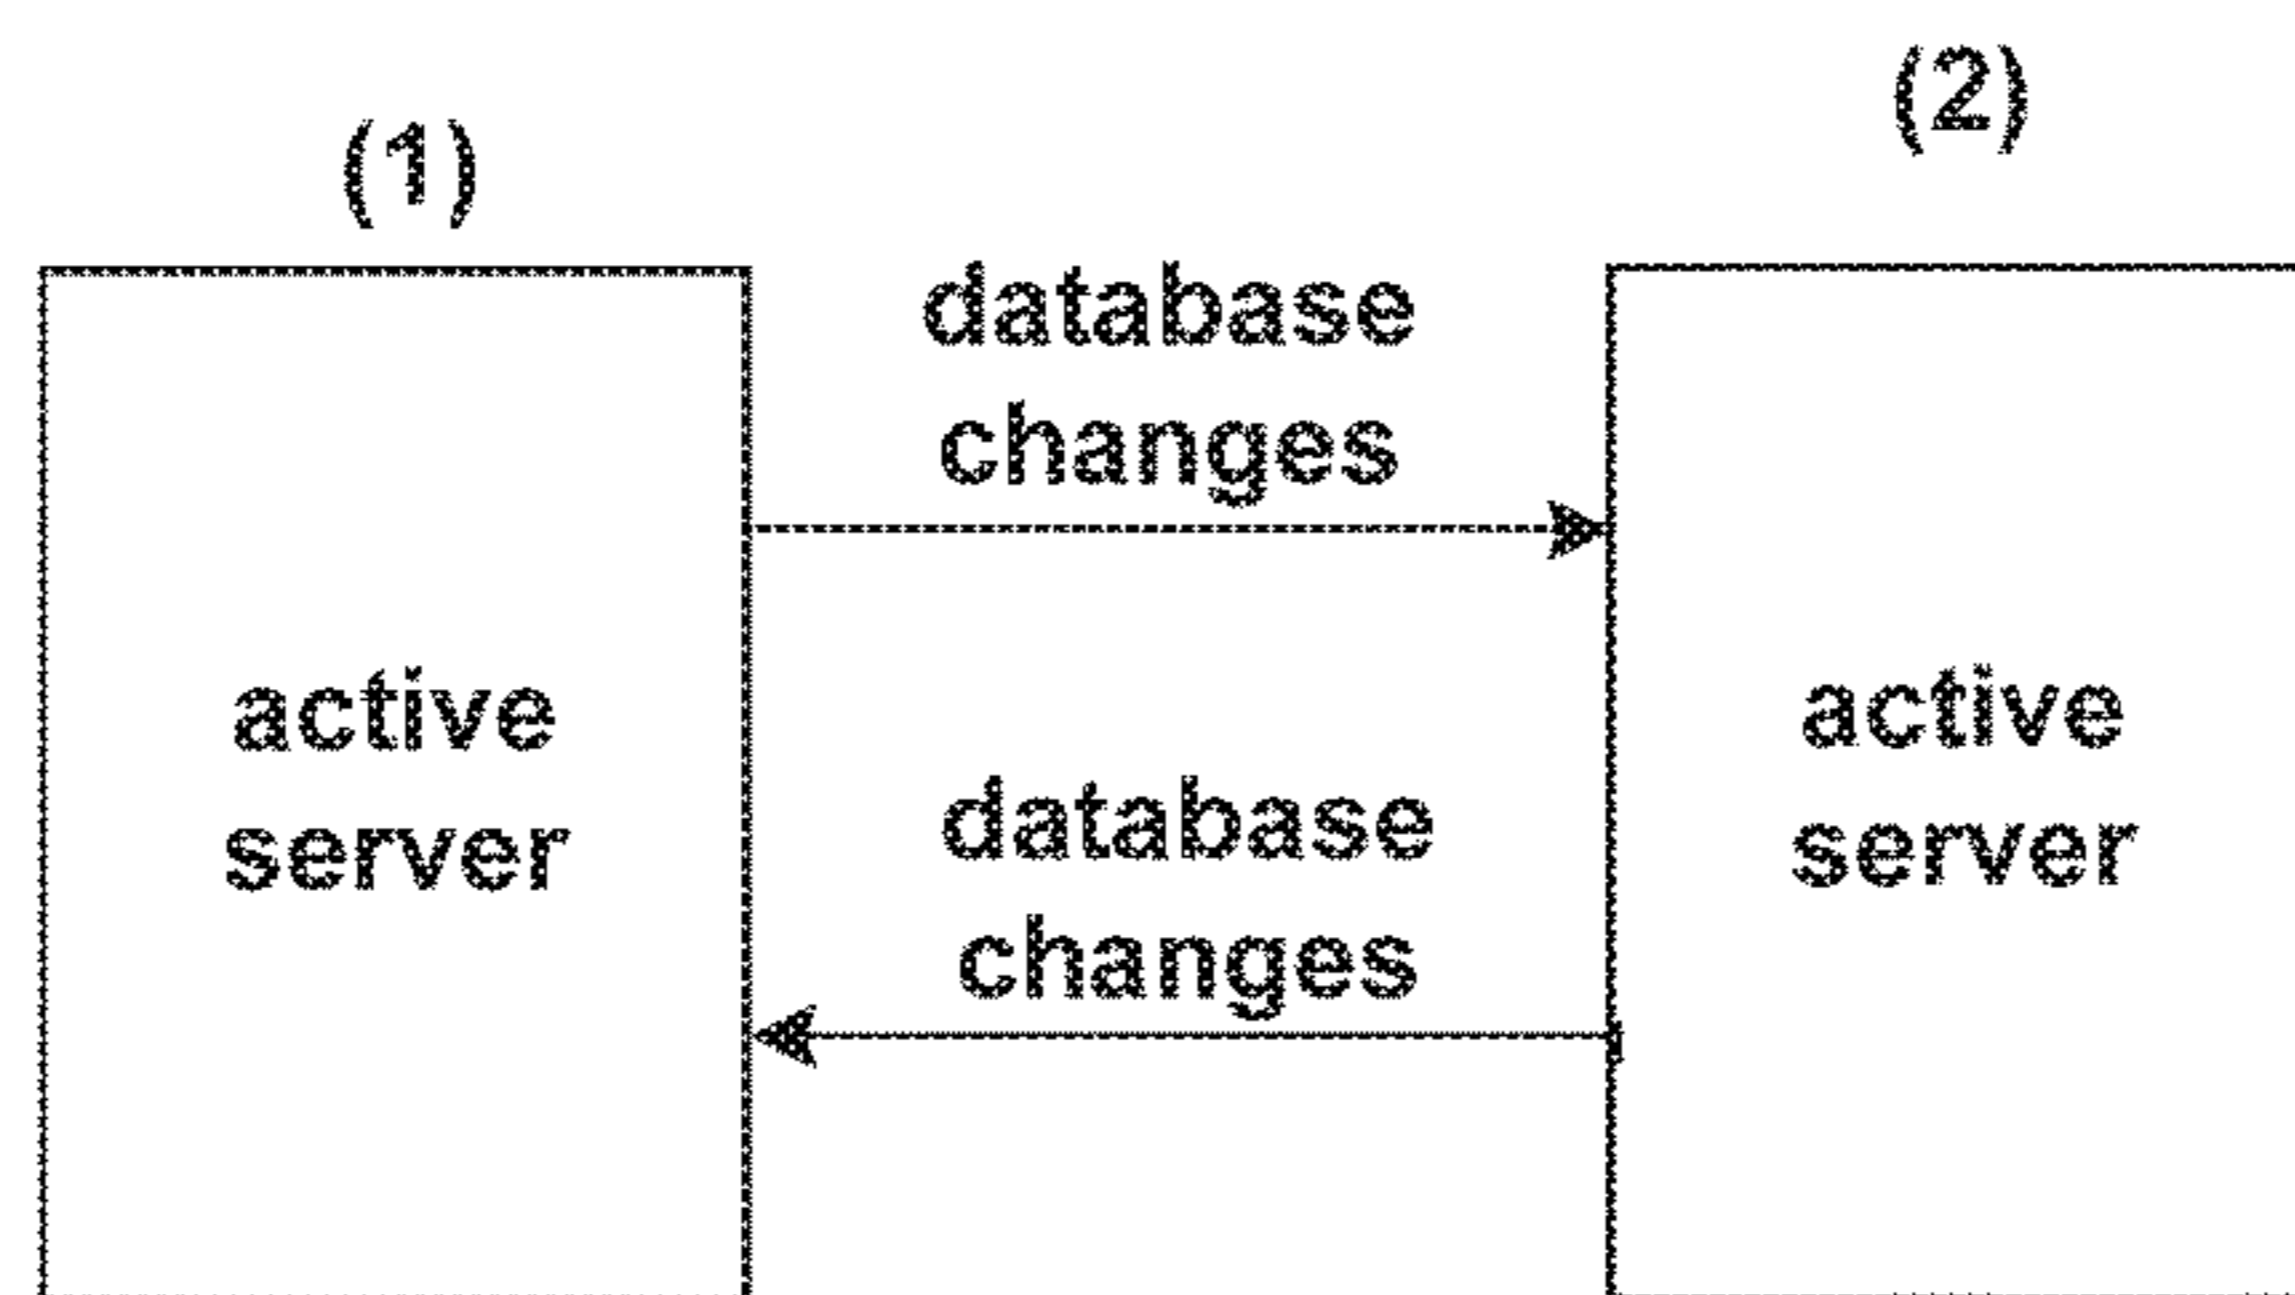 (1)
(2)
database
changes
active
server
database
changes
active
server